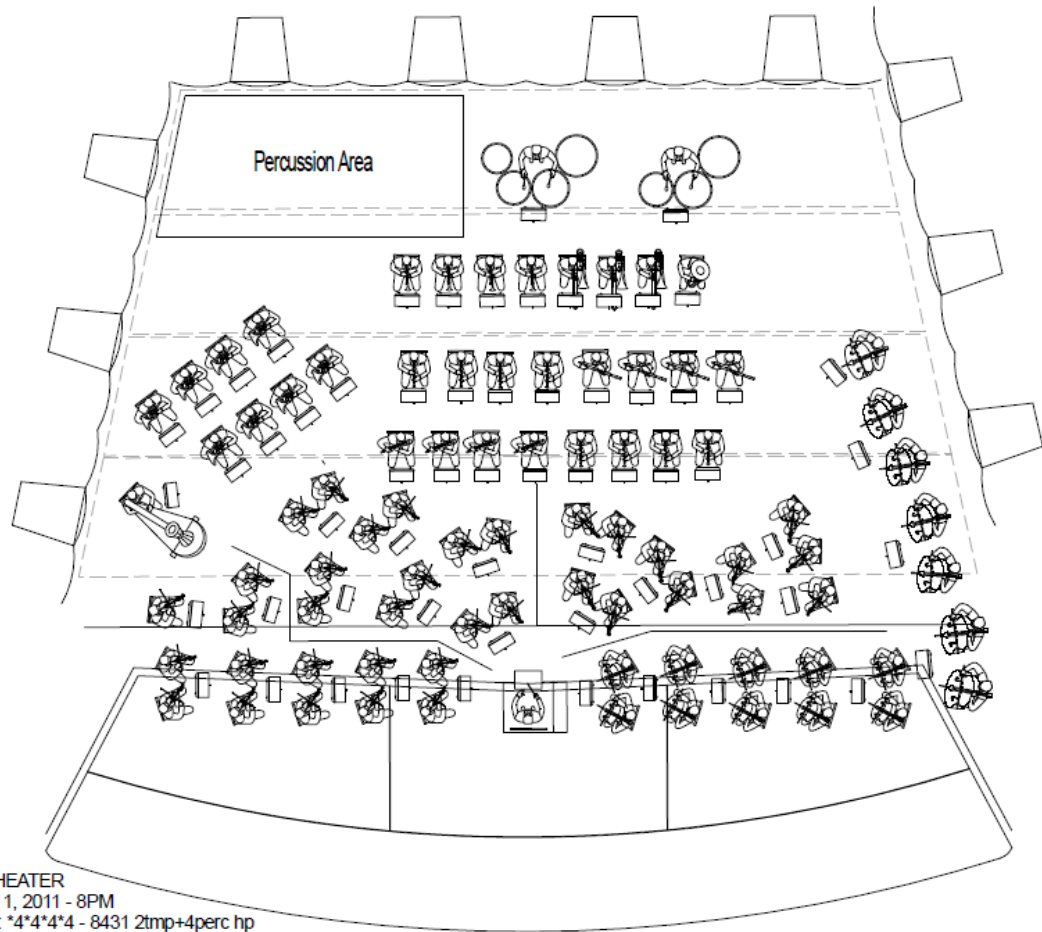 Percussion Area
HEATER
1, 2011 - 8PM
: *4*4*4*4 - 8431 2tmp+4perc hp